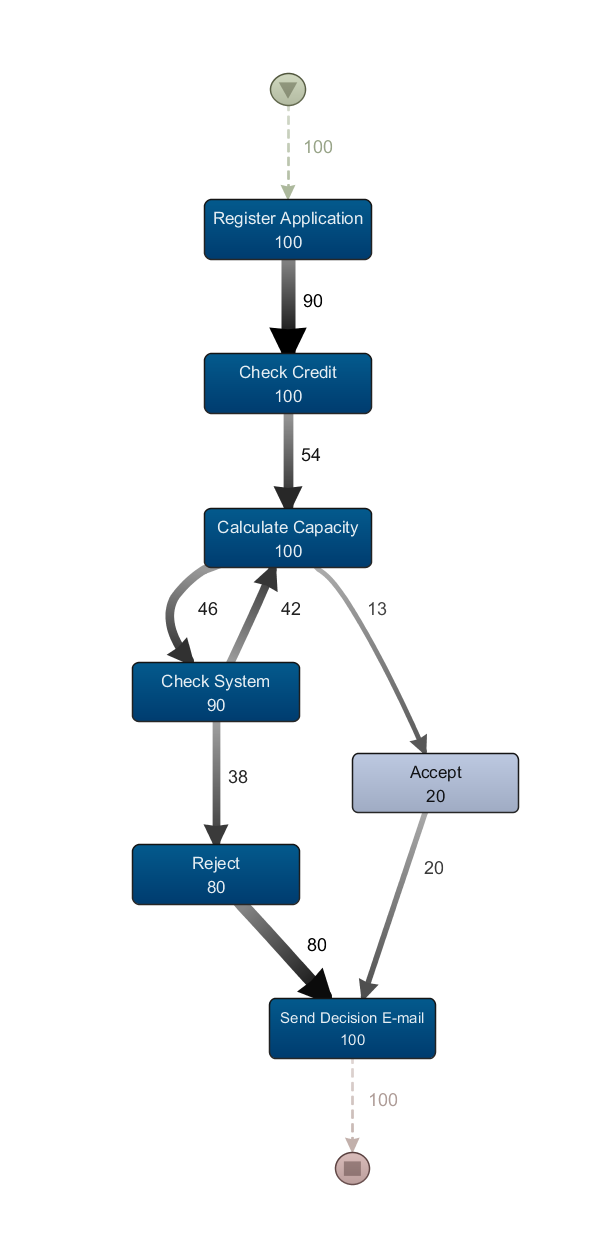 100
Register Application
100
90
Check Credit
100
54
Calculate Capacity
100
46
42
13
Check System
90
38
Accept
20
Reject
80
20
80
Send Decision E-mail
100
100